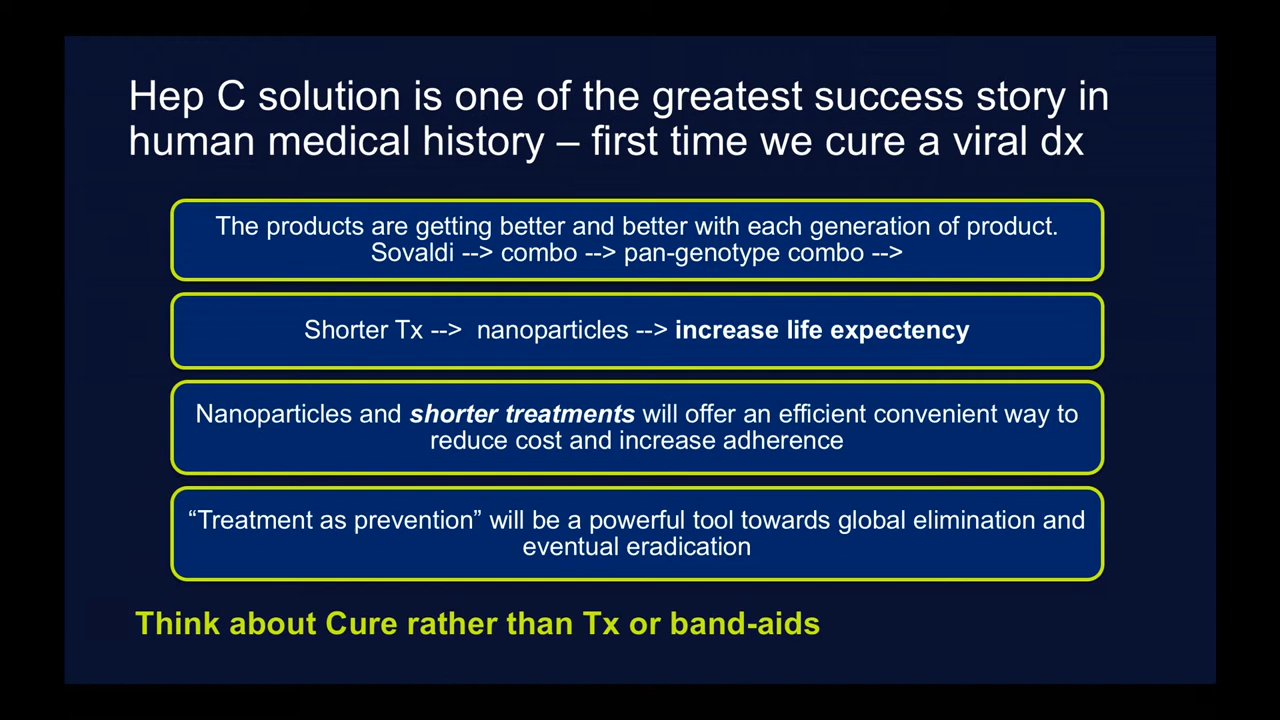 Hep C solution is one of the greatest success story in
human medical history – first time we cure a viral dx
The products are getting better and better with each generation of product.
Sovaldi --> combo --> pan-genotype combo -->
Shorter Tx --> nanoparticles --> increase life expectency
Nanoparticles and shorter treatments will offer an efficient convenient way to
reduce cost and increase adherence
“Treatment as prevention” will be a powerful tool towards global elimination and
eventual eradication
Think about Cure rather than Tx or band-aids